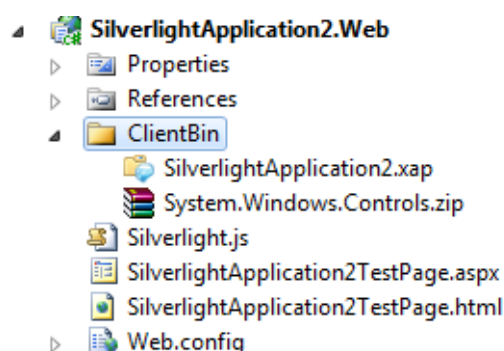 SilverlightApplication2.Web
Properties
References
ClientBin
SilverlightApplication2.xap
System.Windows.Controls.zip
Silverlight.js
SilverlightApplication2TestPage.aspx
SilverlightApplication2TestPage.html
Web.config